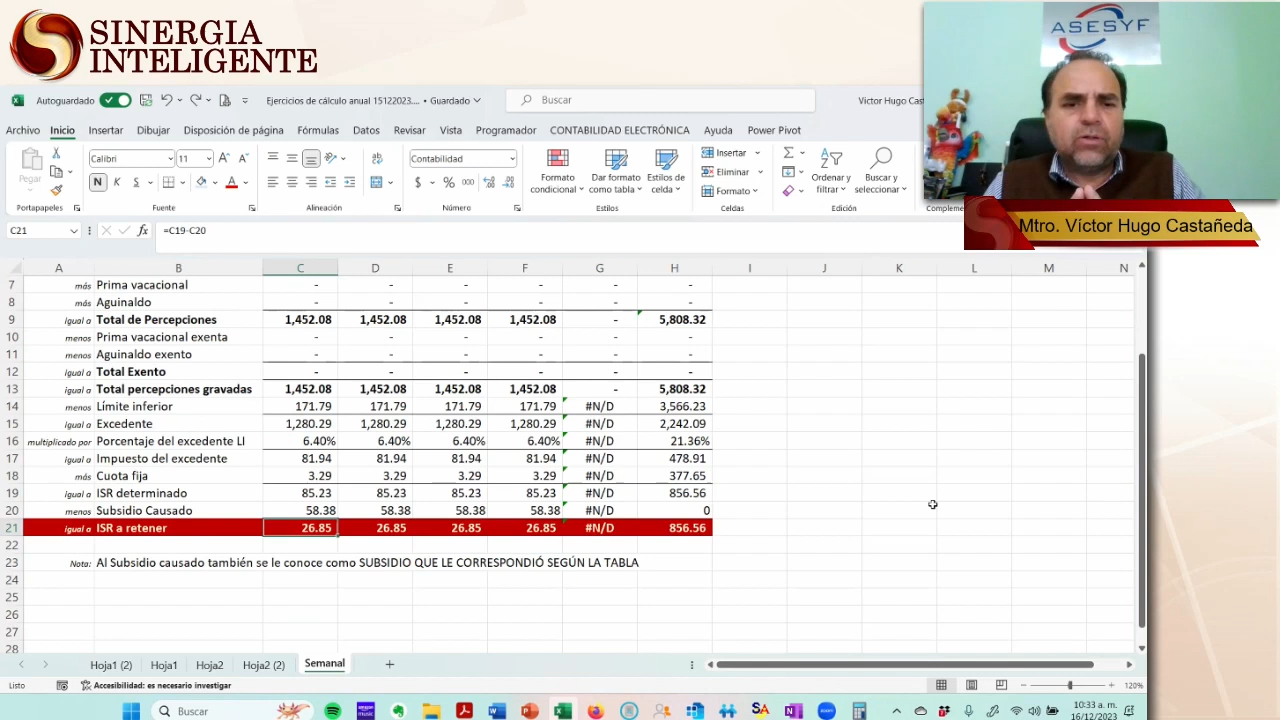 SINERGIA
INTELIGENTE
ASESYF
Mtro. Víctor Hugo Castañeda
Autoguardado Ejercicios de cálculo anual 15122023.... • Guardado Buscar Victor Hugo Cas
Archivo Inicio Insertar Dibujar Disposición de página Fórmulas Datos Revisar Vista Programador CONTABILIDAD ELECTRÓNICA Ayuda Power Pivot
Pegar Calibri 11 Contabilidad Formato condicional Dar formato como tabla Estilos de celda Insertar Eliminar Formato Ordenar y filtrar Buscar y seleccionar
N K S $ % 000
Portapapeles Fuente Alineación Número Estilos Celdas Edición Compleme
C21 fx =C19-C20
A B C D E F G H I J K L M N
7 más Prima vacacional - - - - - -
8 más Aguinaldo - - - - - -
9 igual a Total de Percepciones 1,452.08 1,452.08 1,452.08 1,452.08 - 5,808.32
10 menos Prima vacacional exenta - - - - - -
11 menos Aguinaldo exento - - - - - -
12 igual a Total Exento - - - - - -
13 igual a Total percepciones gravadas 1,452.08 1,452.08 1,452.08 1,452.08 - 5,808.32
14 menos Límite inferior 171.79 171.79 171.79 171.79 #N/D 3,566.23
15 igual a Excedente 1,280.29 1,280.29 1,280.29 1,280.29 #N/D 2,242.09
16 multiplicado por Porcentaje del excedente LI 6.40% 6.40% 6.40% 6.40% #N/D 21.36%
17 igual a Impuesto del excedente 81.94 81.94 81.94 81.94 #N/D 478.91
18 más Cuota fija 3.29 3.29 3.29 3.29 #N/D 377.65
19 igual a ISR determinado 85.23 85.23 85.23 85.23 #N/D 856.56
20 menos Subsidio Causado 58.38 58.38 58.38 58.38 #N/D 0
21 igual a ISR a retener 26.85 26.85 26.85 26.85 #N/D 856.56
22
23 Nota: Al Subsidio causado también se le conoce como SUBSIDIO QUE LE CORRESPONDIÓ SEGÚN LA TABLA
24
25
26
27
28
Hoja1 (2) Hoja1 Hoja2 Hoja2 (2) Semanal
Listo Accesibilidad: es necesario investigar 120%
Buscar 10:33 a. m.
16/12/2023